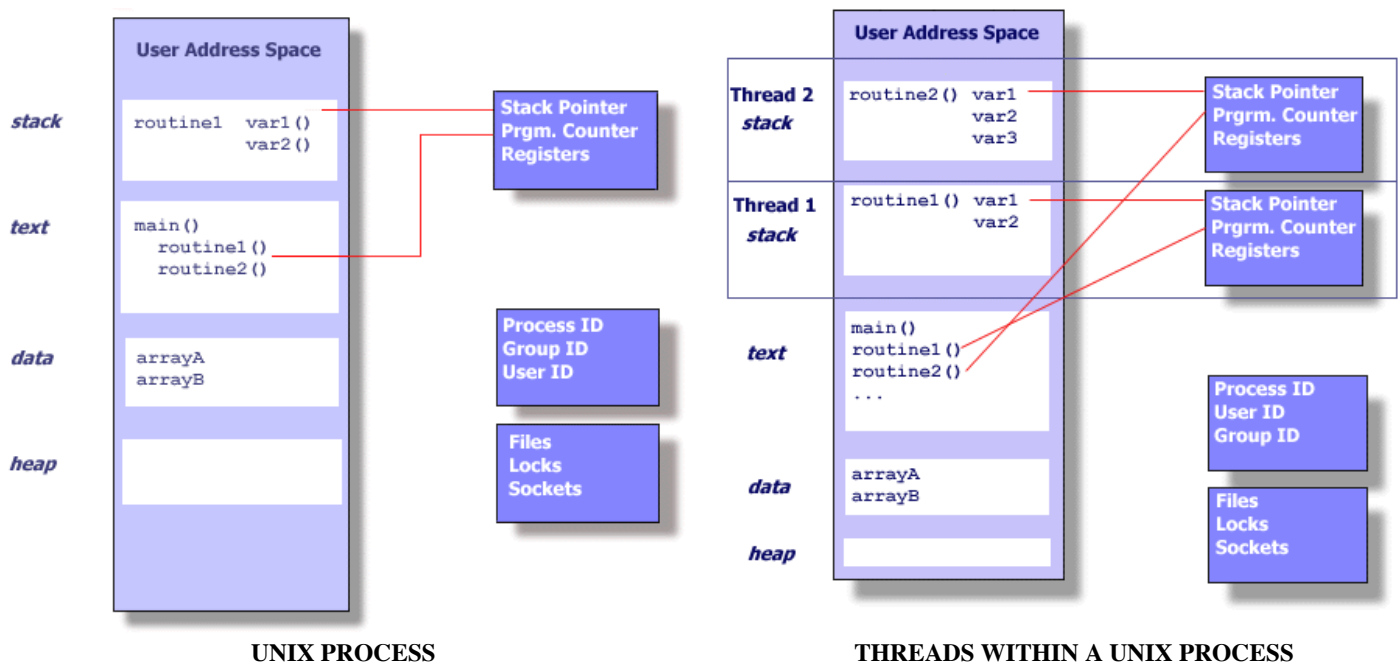 User Address Space
stack
routine1 var1()
var2()
Stack Pointer
Prgm. Counter
Registers
text
main()
routine1()
routine2()
data
arrayA
arrayB
Process ID
Group ID
User ID
heap
Files
Locks
Sockets
UNIX PROCESS
User Address Space
Thread 2
stack
routine2() var1
var2
var3
Stack Pointer
Prgrm. Counter
Registers
Thread 1
stack
routine1() var1
var2
Stack Pointer
Prgrm. Counter
Registers
text
main()
routine1()
routine2()
...
Process ID
User ID
Group ID
data
arrayA
arrayB
heap
Files
Locks
Sockets
THREADS WITHIN A UNIX PROCESS